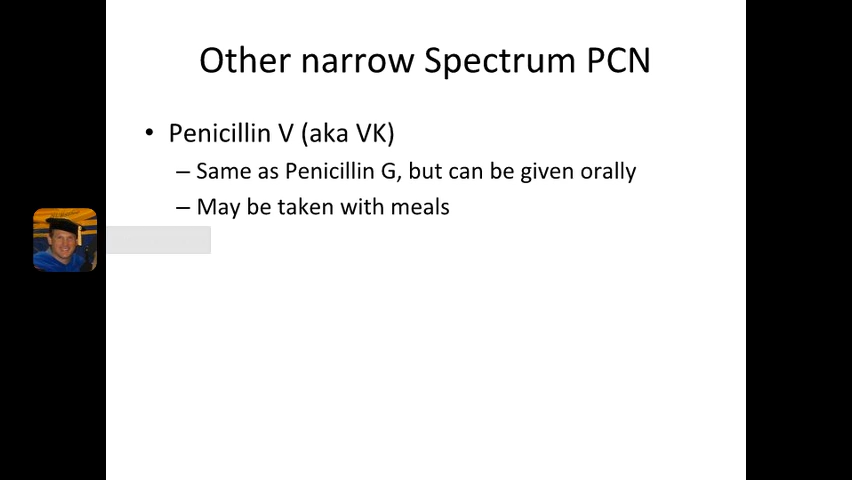 Other narrow Spectrum PCN
• Penicillin V (aka VK)
– Same as Penicillin G, but can be given orally
– May be taken with meals